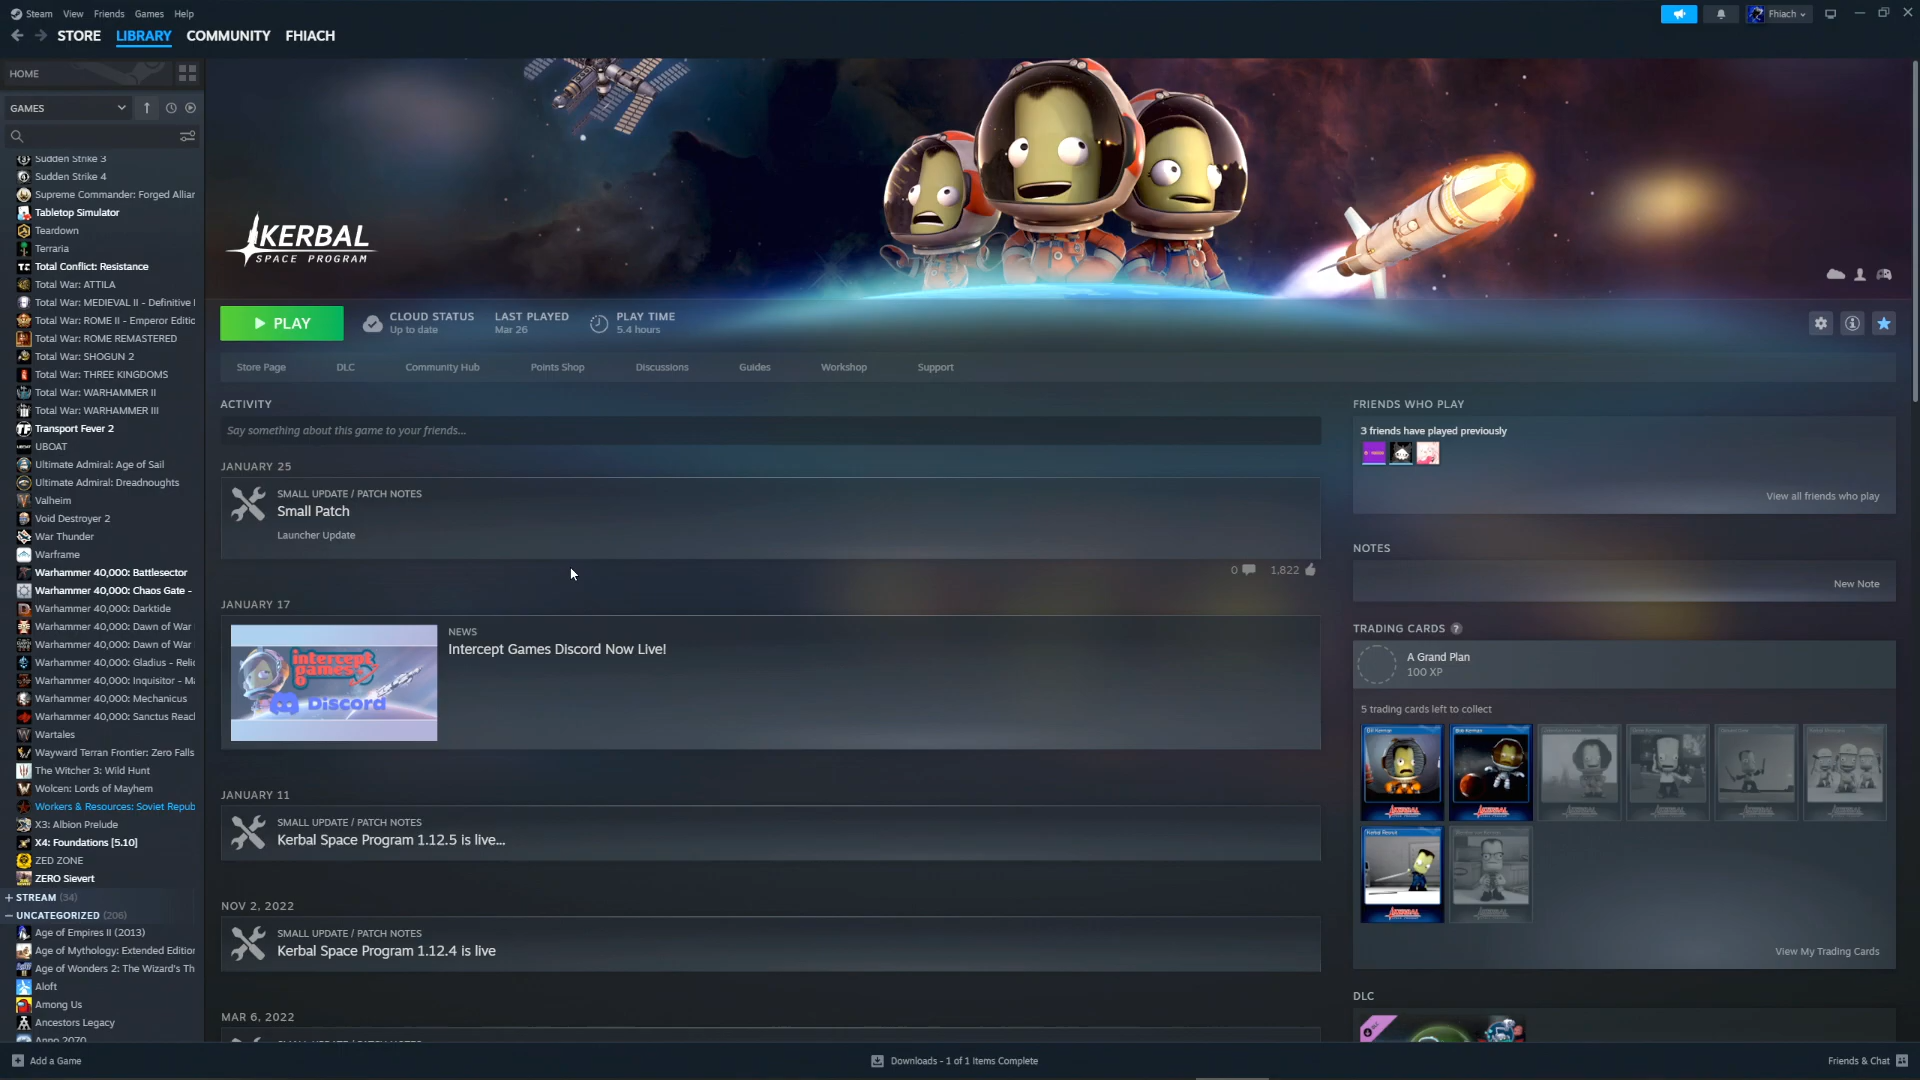 Steam View Friends Games Help
Fhiach
STORE LIBRARY COMMUNITY FHIACH
HOME
GAMES
Sudden Strike 3
Sudden Strike 4
Supreme Commander: Forged Allian
Tabletop Simulator
Teardown
Terraria
Total Conflict: Resistance
Total War: ATTILA
Total War: MEDIEVAL II - Definitive
Total War: ROME II - Emperor Editio
Total War: ROME REMASTERED
Total War: SHOGUN 2
Total War: THREE KINGDOMS
Total War: WARHAMMER II
Total War: WARHAMMER III
Transport Fever 2
UBOAT
Ultimate Admiral: Age of Sail
Ultimate Admiral: Dreadnoughts
Valheim
Void Destroyer 2
War Thunder
Warframe
Warhammer 40,000: Battlesector
Warhammer 40,000: Chaos Gate -
Warhammer 40,000: Darktide
Warhammer 40,000: Dawn of War
Warhammer 40,000: Dawn of War
Warhammer 40,000: Gladius - Relic
Warhammer 40,000: Inquisitor - Ma
Warhammer 40,000: Mechanicus
Warhammer 40,000: Sanctus Reach
Wartales
Wayward Terran Frontier: Zero Falls
The Witcher 3: Wild Hunt
Wolcen: Lords of Mayhem
Workers & Resources: Soviet Repub
X3: Albion Prelude
X4: Foundations [5.10]
ZED ZONE
ZERO Sievert
STREAM (34)
UNCATEGORIZED (206)
Age of Empires II (2013)
Age of Mythology: Extended Edition
Age of Wonders 2: The Wizard's Th
Aloft
Among Us
Ancestors Legacy
Anno 2070
KERBAL
SPACE PROGRAM
PLAY
CLOUD STATUS
Up to date
LAST PLAYED
Mar 26
PLAY TIME
5.4 hours
Store Page DLC Community Hub Points Shop Discussions Guides Workshop Support
ACTIVITY
Say something about this game to your friends...
JANUARY 25
SMALL UPDATE / PATCH NOTES
Small Patch
Launcher Update
0 1,822
JANUARY 17
intercept
games
Discord
NEWS
Intercept Games Discord Now Live!
JANUARY 11
SMALL UPDATE / PATCH NOTES
Kerbal Space Program 1.12.5 is live...
NOV 2, 2022
SMALL UPDATE / PATCH NOTES
Kerbal Space Program 1.12.4 is live
MAR 6, 2022
FRIENDS WHO PLAY
3 friends have played previously
View all friends who play
NOTES
New Note
TRADING CARDS ?
A Grand Plan
100 XP
5 trading cards left to collect
Bill Kerman
Bob Kerman
Kerbal Recruit
View My Trading Cards
DLC
Add a Game
Downloads - 1 of 1 Items Complete
Friends & Chat